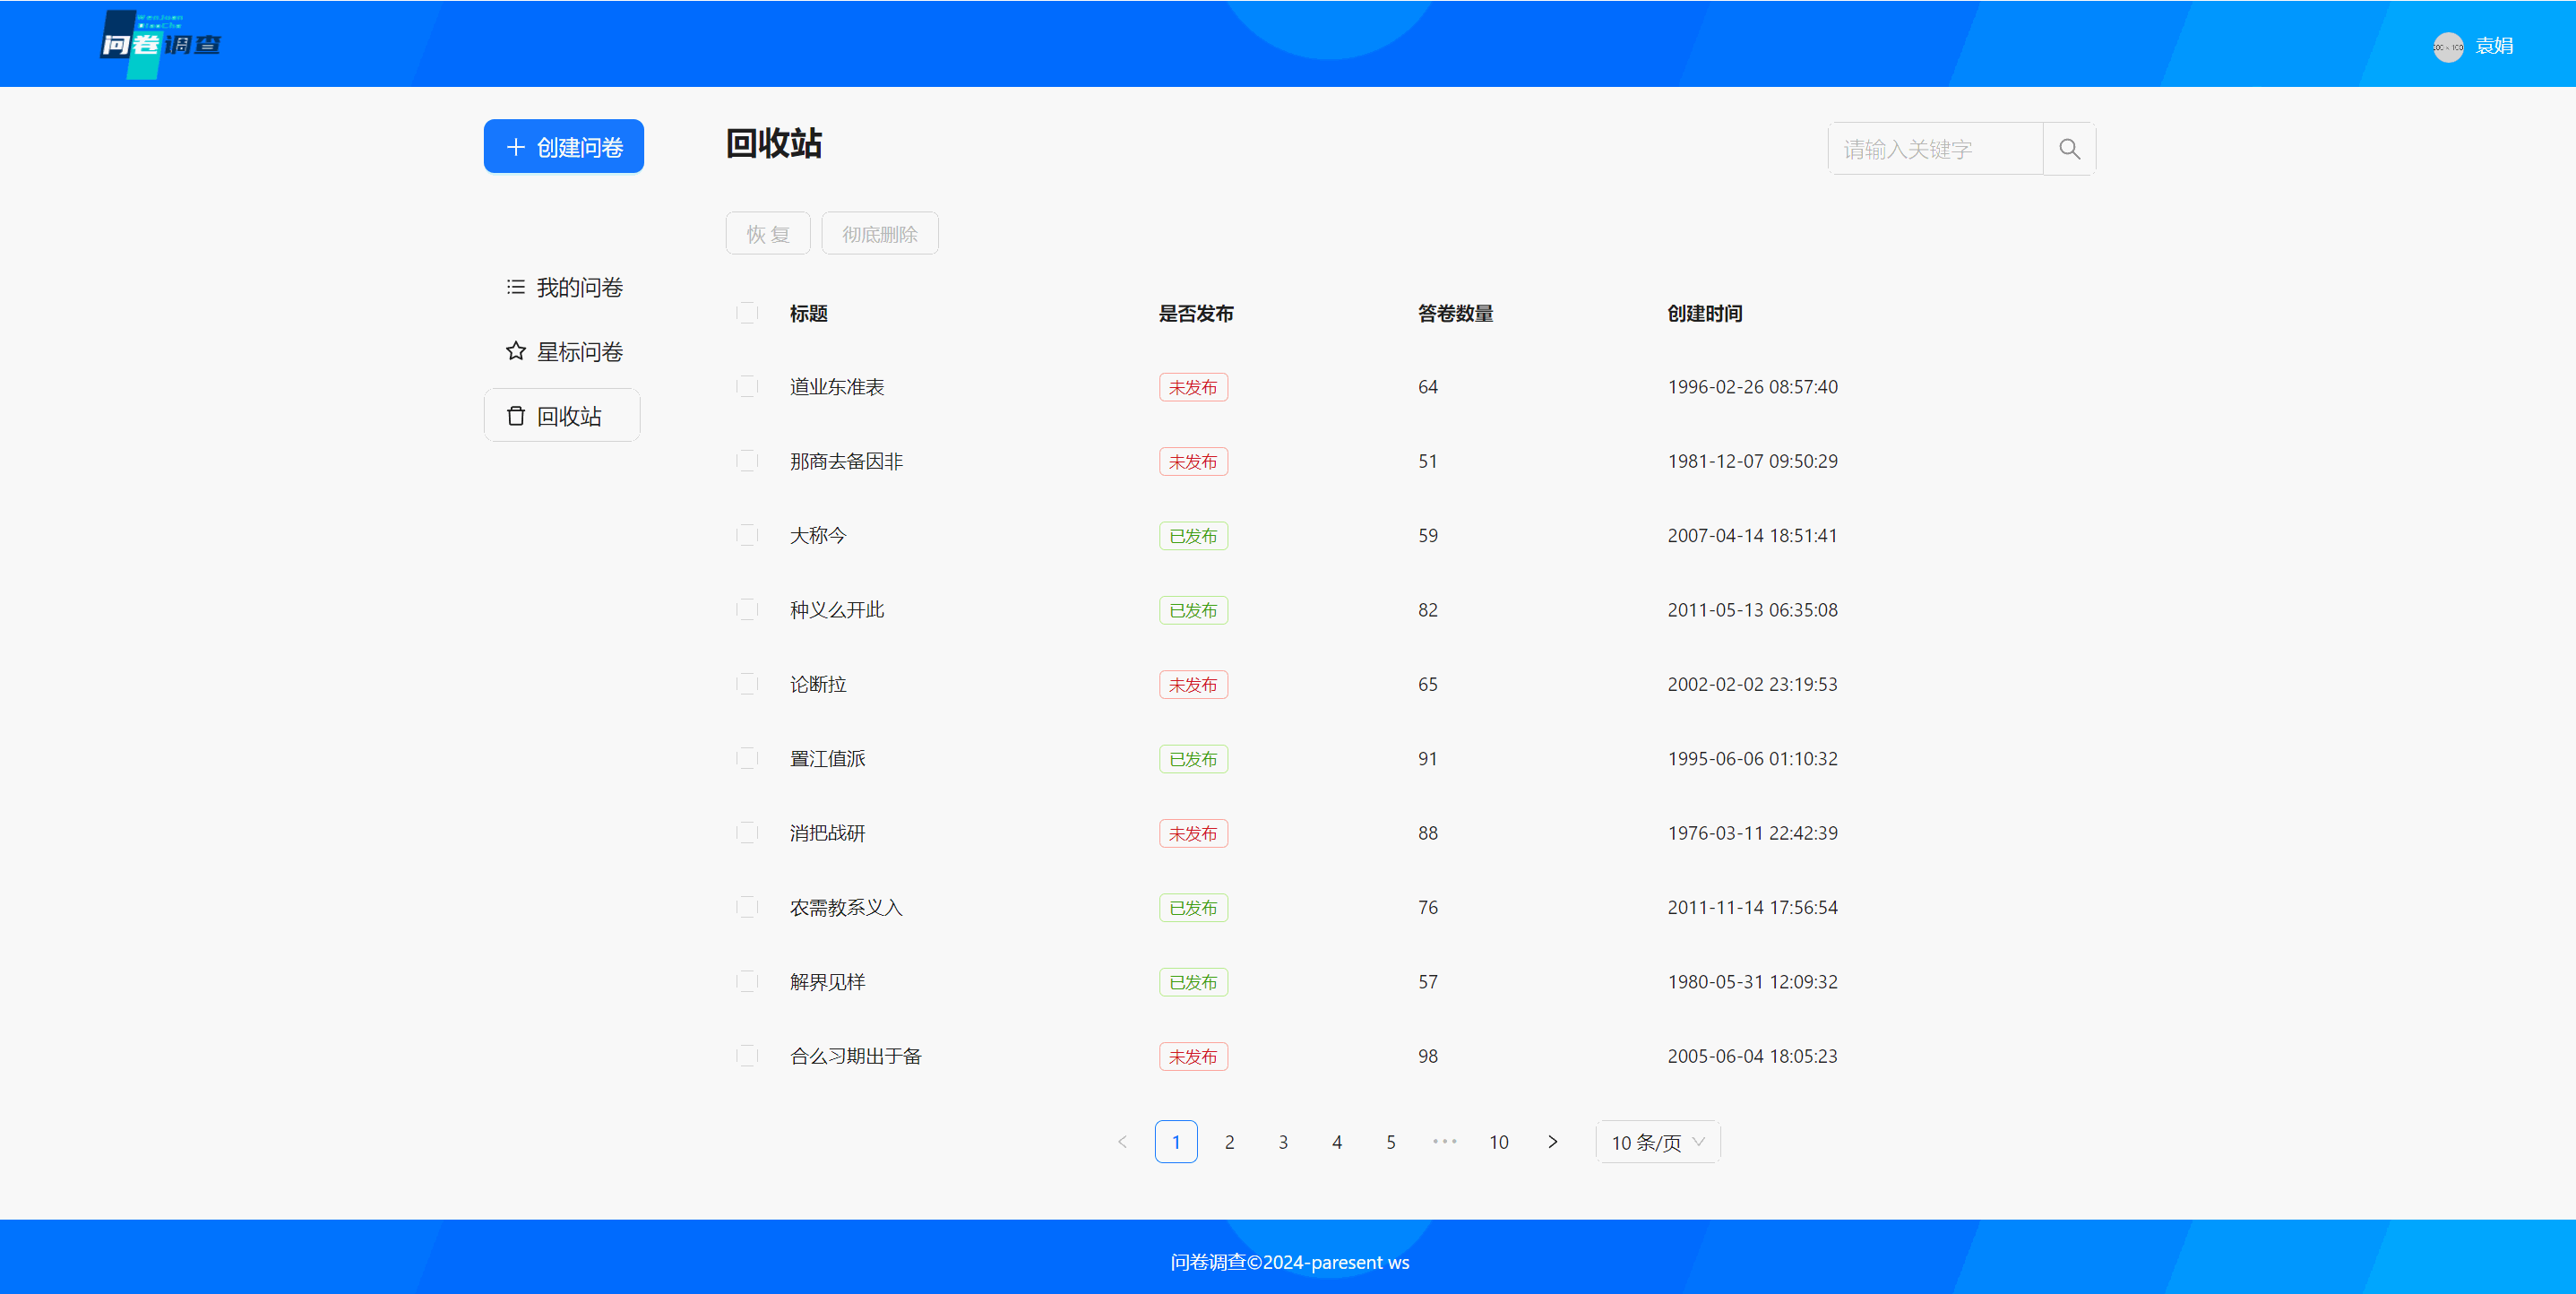 WenJuan
DiaoCha
问卷调查
袁娟
创建问卷
回收站
请输入关键字
恢复 彻底删除
我的问卷
星标问卷
回收站
标题 是否发布 答卷数量 创建时间
道业东准表 未发布 64 1996-02-26 08:57:40
那商去备因非 未发布 51 1981-12-07 09:50:29
大称今 已发布 59 2007-04-14 18:51:41
种义么开此 已发布 82 2011-05-13 06:35:08
论断拉 未发布 65 2002-02-02 23:19:53
置江值派 已发布 91 1995-06-06 01:10:32
消把战研 未发布 88 1976-03-11 22:42:39
农需教系义入 已发布 76 2011-11-14 17:56:54
解界见样 已发布 57 1980-05-31 12:09:32
合么习期出于备 未发布 98 2005-06-04 18:05:23
< 1 2 3 4 5 ••• 10 > 10 条/页
问卷调查©2024-paresent ws